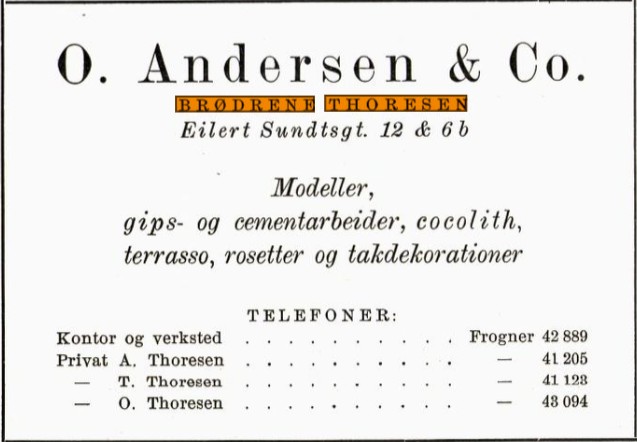 O. Andersen & Co.
BRØDRENE THORESEN
Eilert Sundtsgt. 12 & 6 b
Modeller,
gips- og cementarbeider, cocolith,
terrasso, rosetter og takdekorationer
TELEFONER:
Kontor og verksted . . . . . . . . . . Frogner 42 889
Privat A. Thoresen . . . . . . . . . . — 41 205
— T. Thoresen . . . . . . . . . . — 41 123
— O. Thoresen . . . . . . . . . . — 43 094